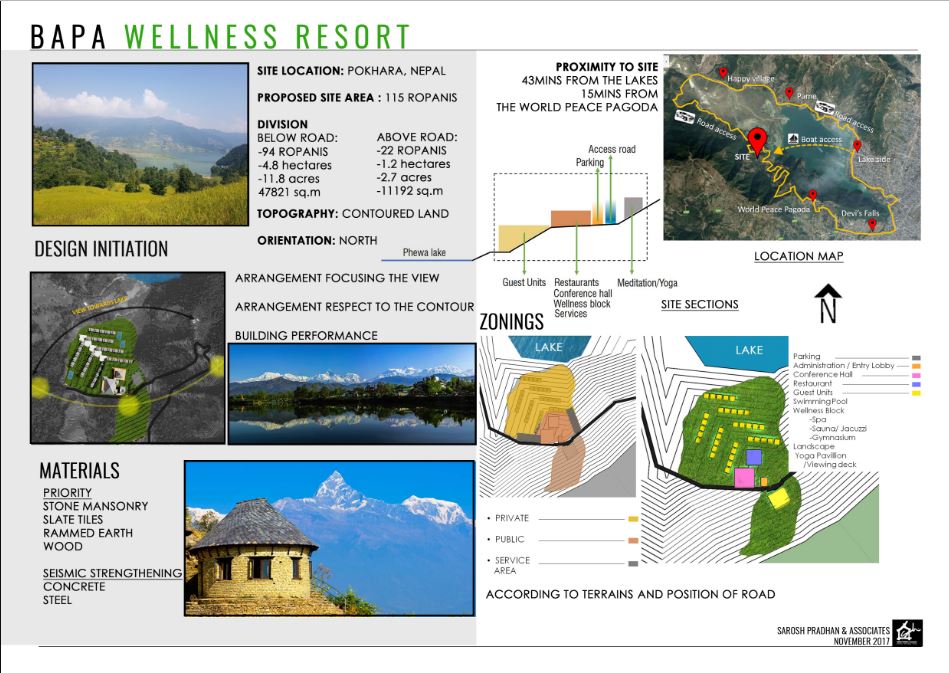 BAPA WELLNESS RESORT
SITE LOCATION: POKHARA, NEPAL
PROPOSED SITE AREA : 115 ROPANIS
DIVISION
BELOW ROAD:
-94 ROPANIS
-4.8 hectares
-11.8 acres
47821 sq.m
ABOVE ROAD:
-22 ROPANIS
-1.2 hectares
-2.7 acres
-11192 sq.m
TOPOGRAPHY: CONTOURED LAND
ORIENTATION: NORTH
PROXIMITY TO SITE
43MINS FROM THE LAKES
15MINS FROM
THE WORLD PEACE PAGODA
Happy village
Pame
Road access
Road access
Boat access
SITE
Lake side
World Peace Pagoda
Devi's Falls
LOCATION MAP
Access road
Parking
Phewa lake
Guest Units
Restaurants
Conference hall
Wellness block
Services
Meditation/Yoga
SITE SECTIONS
N
DESIGN INITIATION
VIEW TOWARDS LAKE
ARRANGEMENT FOCUSING THE VIEW
ARRANGEMENT RESPECT TO THE CONTOUR
BUILDING PERFORMANCE
ZONINGS
LAKE
LAKE
Parking
Administration / Entry Lobby
Conference Hall
Restaurant
Guest Units
SwimmingPool
Wellness Block
-Spa
-Sauna/ Jacuzzi
-Gymnasium
Landscape
Yoga Pavillion
/Viewing deck
• PRIVATE
• PUBLIC
• SERVICE
AREA
ACCORDING TO TERRAINS AND POSITION OF ROAD
MATERIALS
PRIORITY
STONE MANSONRY
SLATE TILES
RAMMED EARTH
WOOD
SEISMIC STRENGTHENING
CONCRETE
STEEL
SAROSH PRADHAN & ASSOCIATES
NOVEMBER 2017